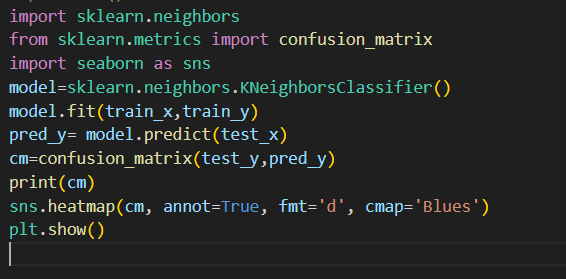 import sklearn.neighbors
from sklearn.metrics import confusion_matrix
import seaborn as sns
model=sklearn.neighbors.KNeighborsClassifier()
model.fit(train_x,train_y)
pred_y= model.predict(test_x)
cm=confusion_matrix(test_y,pred_y)
print(cm)
sns.heatmap(cm, annot=True, fmt='d', cmap='Blues')
plt.show()